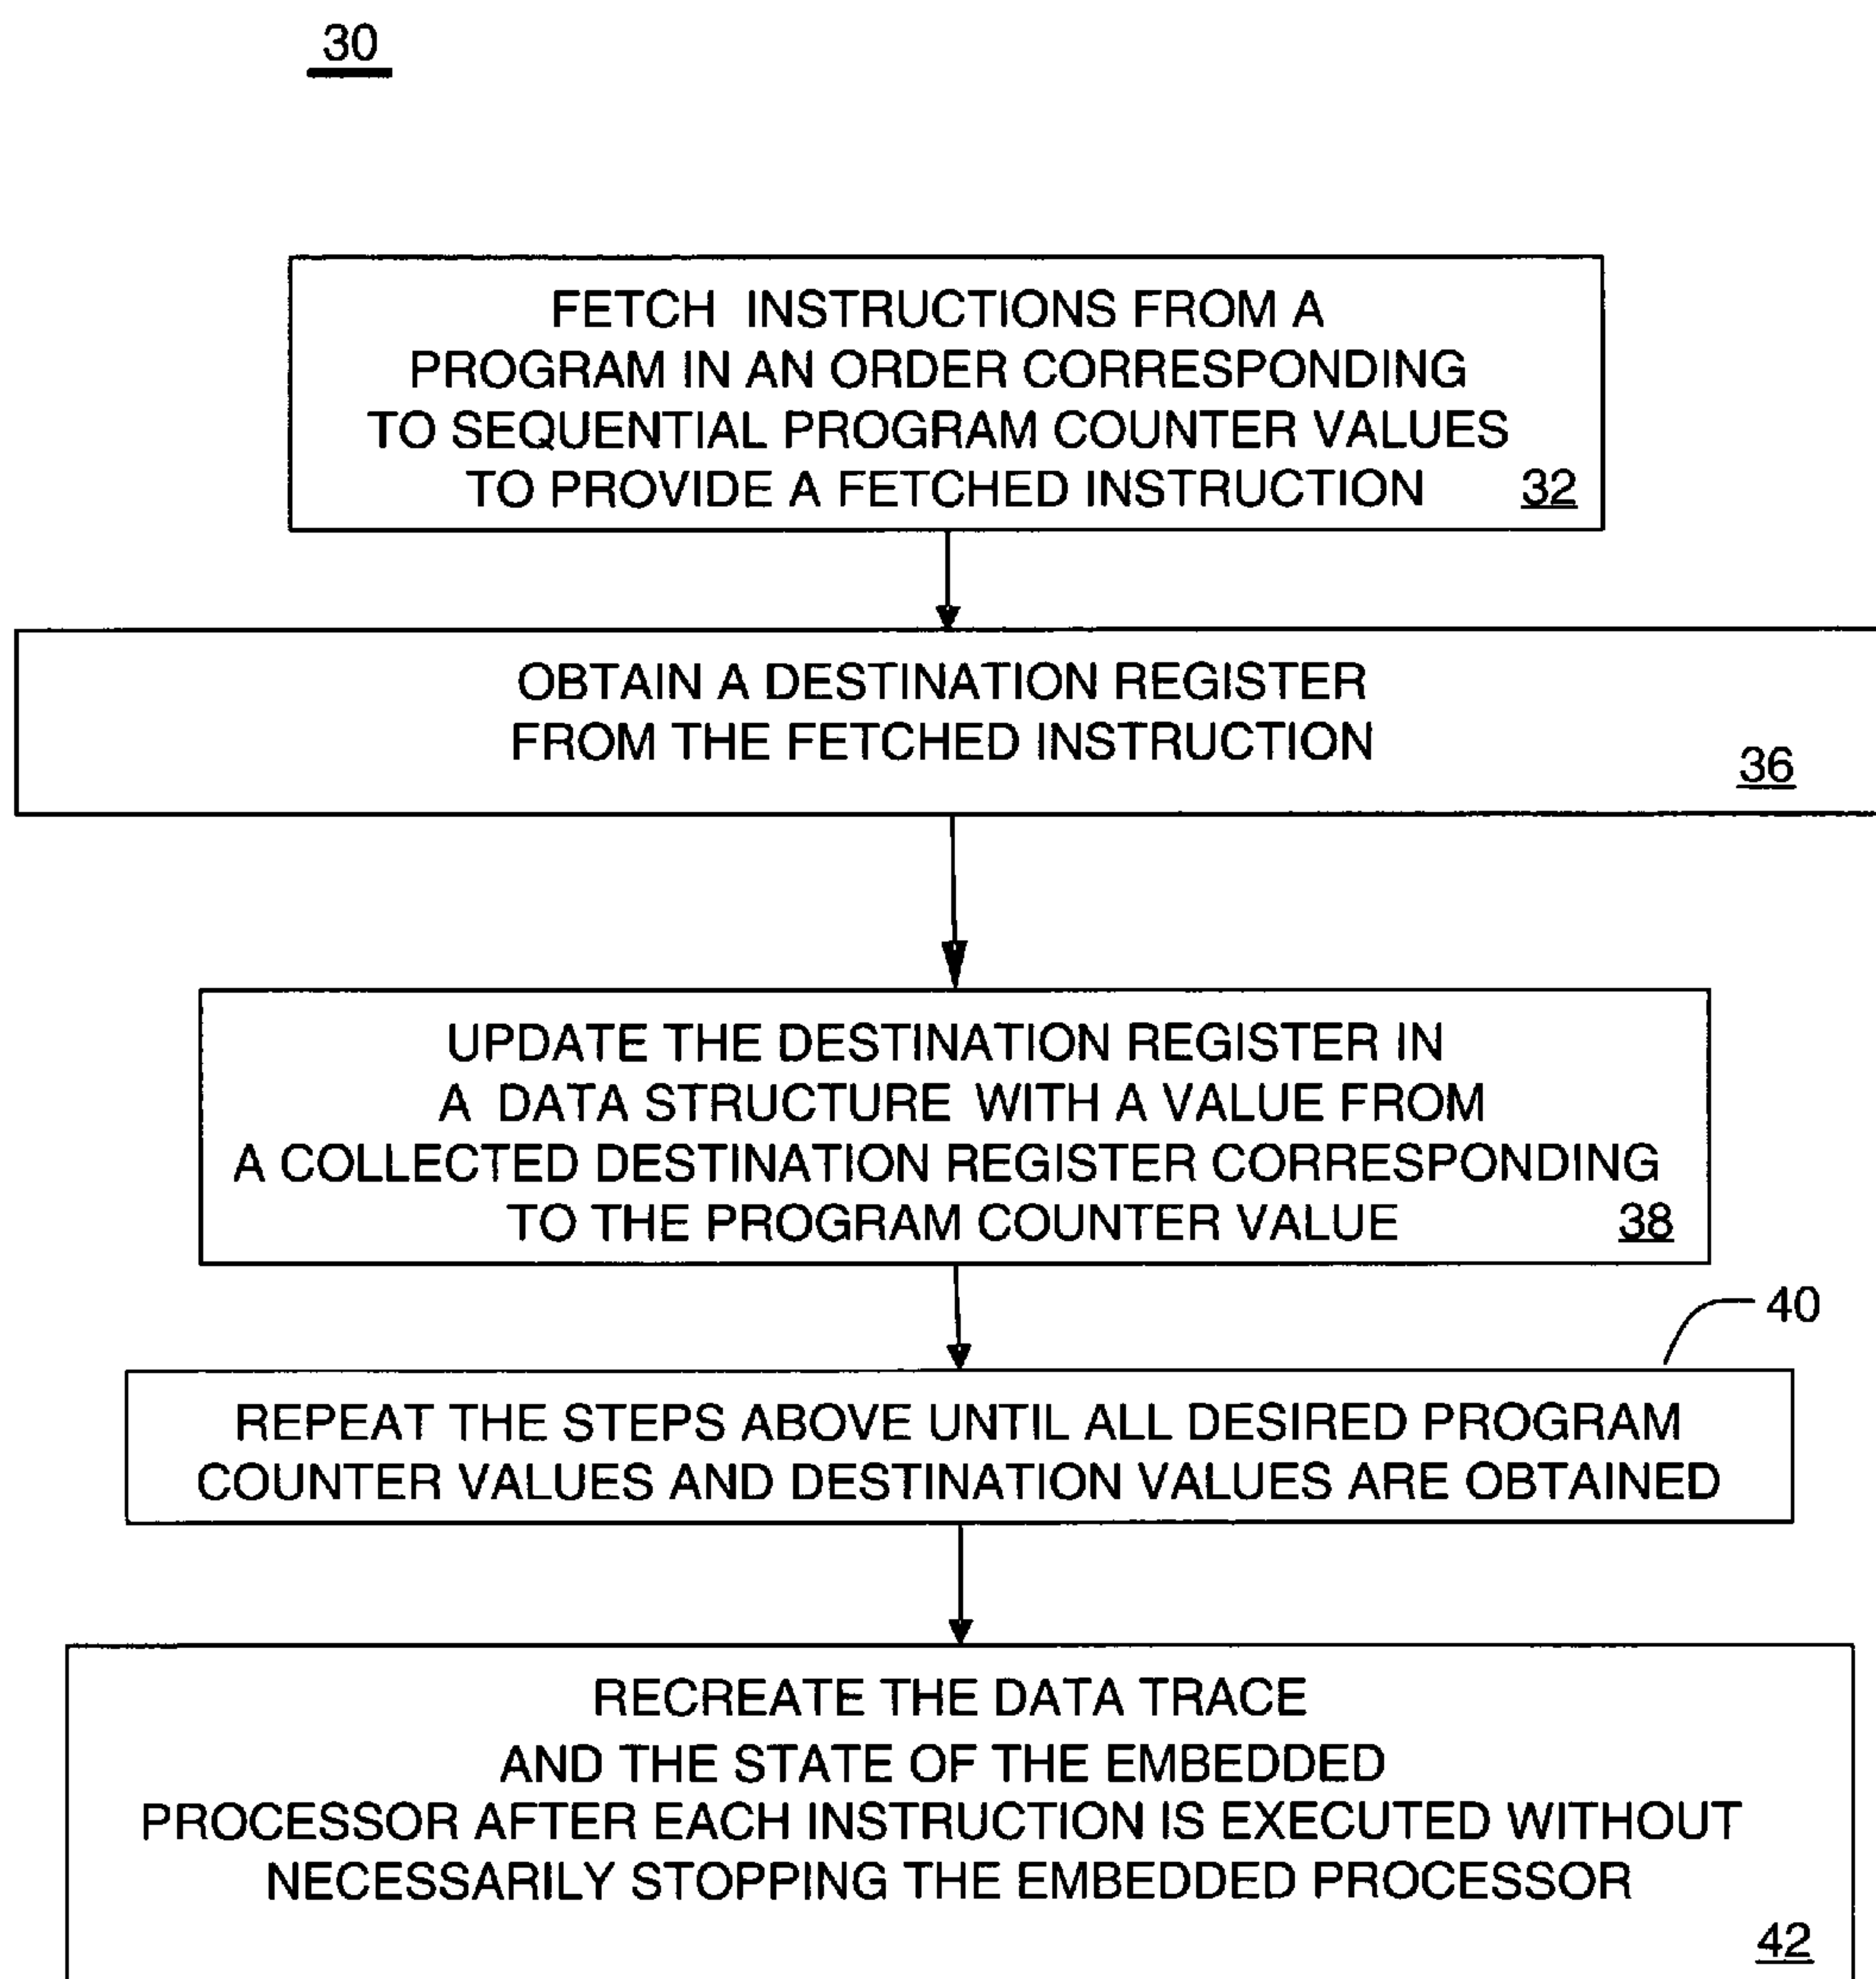 30
FETCH INSTRUCTIONS FROM A
PROGRAM IN AN ORDER CORRESPONDING
TO SEQUENTIAL PROGRAM COUNTER VALUES
TO PROVIDE A FETCHED INSTRUCTION 32
OBTAIN A DESTINATION REGISTER
FROM THE FETCHED INSTRUCTION
36
UPDATE THE DESTINATION REGISTER IN
A DATA STRUCTURE WITH A VALUE FROM
A COLLECTED DESTINATION REGISTER CORRESPONDING
TO THE PROGRAM COUNTER VALUE 38
40
REPEAT THE STEPS ABOVE UNTIL ALL DESIRED PROGRAM
COUNTER VALUES AND DESTINATION VALUES ARE OBTAINED
RECREATE THE DATA TRACE
AND THE STATE OF THE EMBEDDED
PROCESSOR AFTER EACH INSTRUCTION IS EXECUTED WITHOUT
NECESSARILY STOPPING THE EMBEDDED PROCESSOR
42